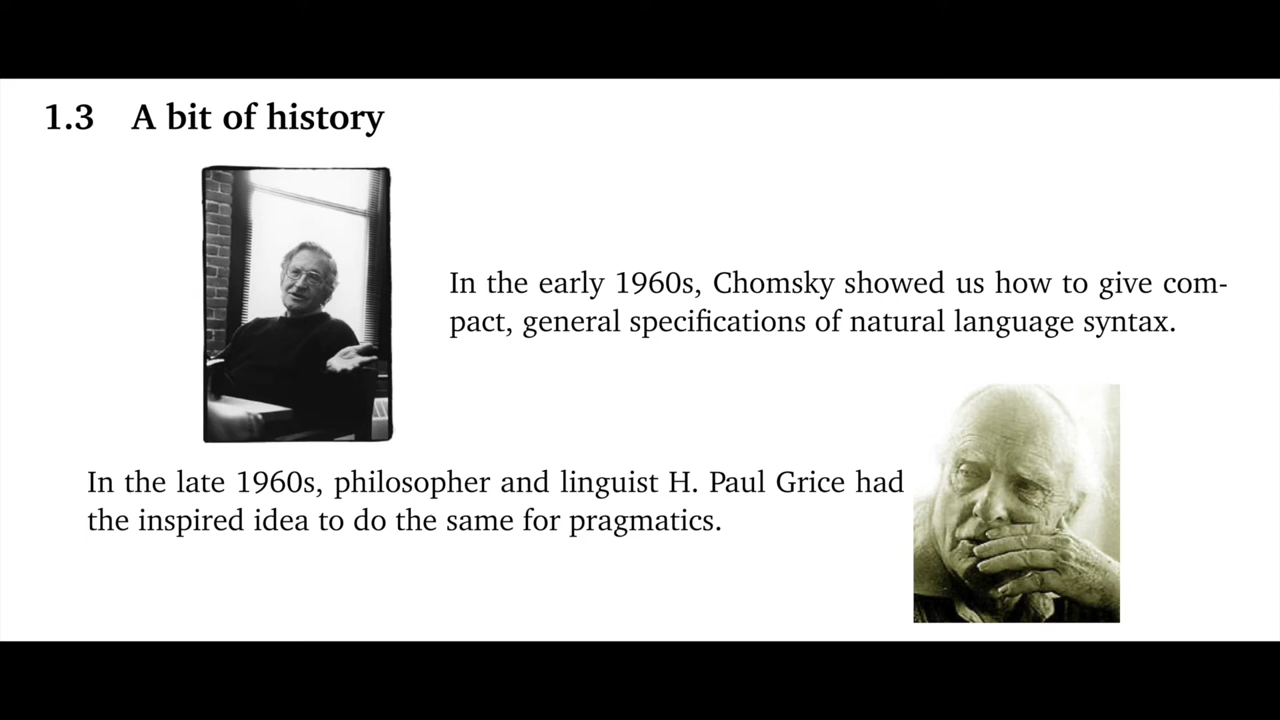 1.3 A bit of history
In the early 1960s, Chomsky showed us how to give com-
pact, general specifications of natural language syntax.
In the late 1960s, philosopher and linguist H. Paul Grice had
the inspired idea to do the same for pragmatics.